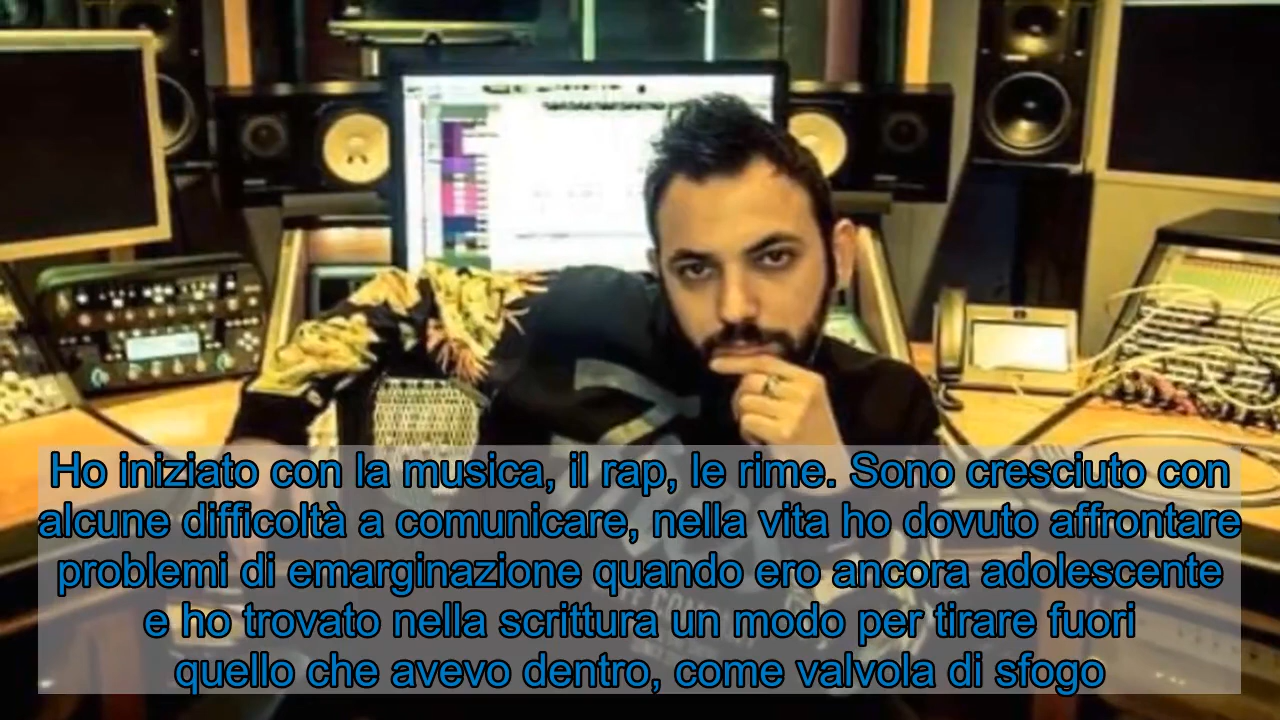 Ho iniziato con la musica, il rap, le rime. Sono cresciuto con
alcune difficoltà a comunicare, nella vita ho dovuto affrontare
problemi di emarginazione quando ero ancora adolescente
e ho trovato nella scrittura un modo per tirare fuori
quello che avevo dentro, come valvola di sfogo